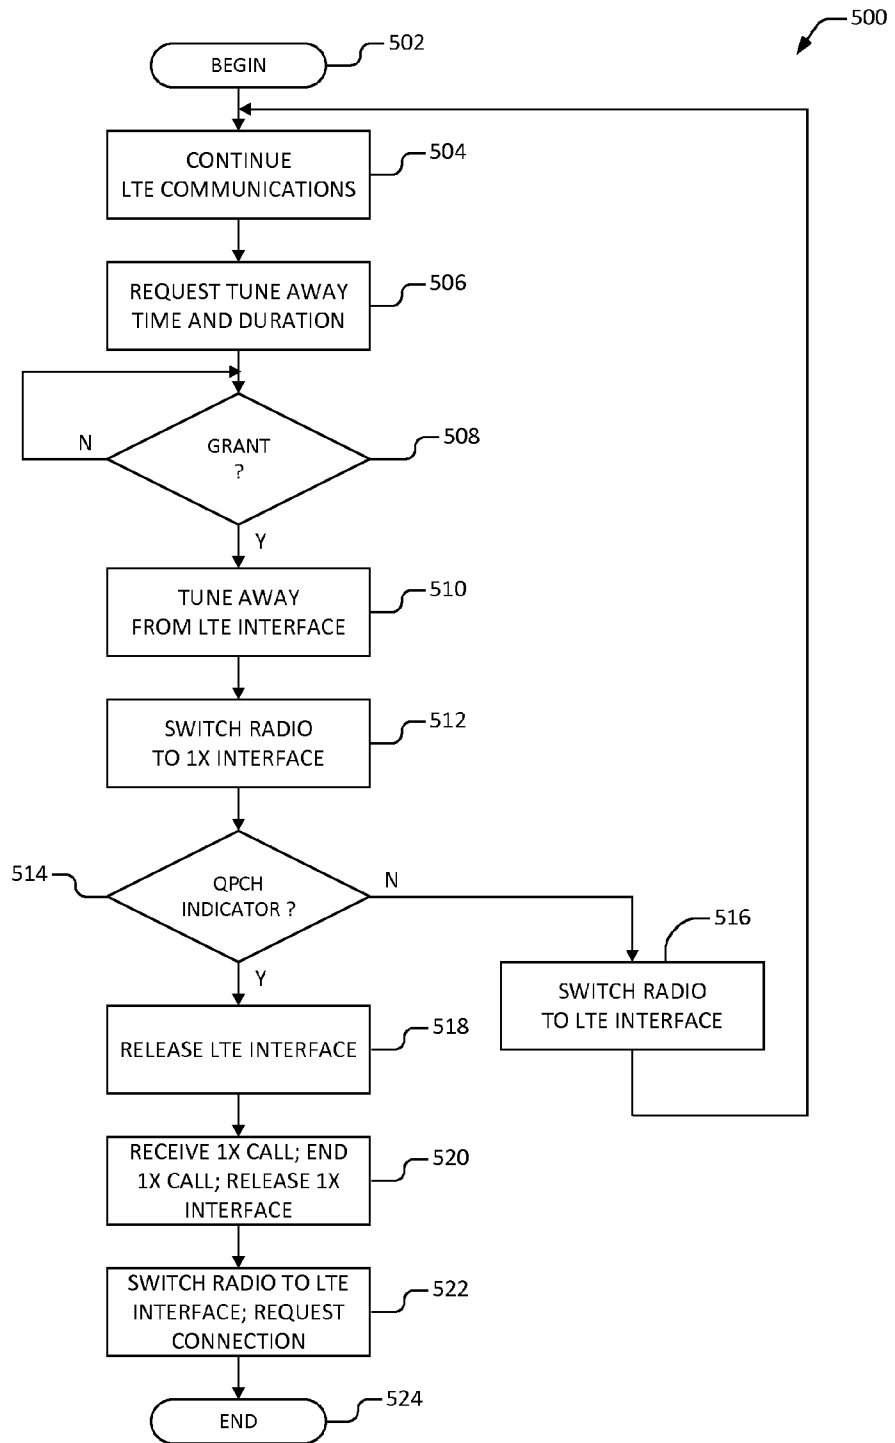 500
BEGIN
502
CONTINUE
LTE COMMUNICATIONS
504
REQUEST TUNE AWAY
TIME AND DURATION
506
GRANT
?
508
N
Y
TUNE AWAY
FROM LTE INTERFACE
510
SWITCH RADIO
TO 1X INTERFACE
512
514
QPCH
INDICATOR ?
N
Y
516
SWITCH RADIO
TO LTE INTERFACE
RELEASE LTE INTERFACE
518
RECEIVE 1X CALL; END
1X CALL; RELEASE 1X
INTERFACE
520
SWITCH RADIO TO LTE
INTERFACE; REQUEST
CONNECTION
522
END
524